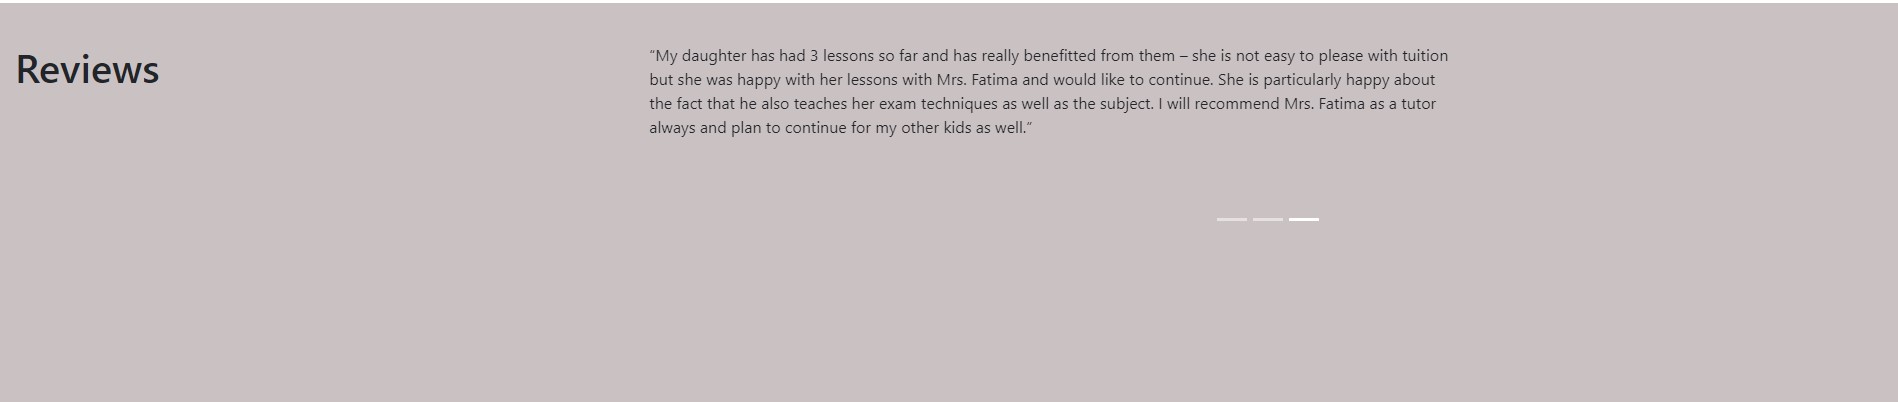 Reviews
“My daughter has had 3 lessons so far and has really benefitted from them – she is not easy to please with tuition
but she was happy with her lessons with Mrs. Fatima and would like to continue. She is particularly happy about
the fact that he also teaches her exam techniques as well as the subject. I will recommend Mrs. Fatima as a tutor
always and plan to continue for my other kids as well.”